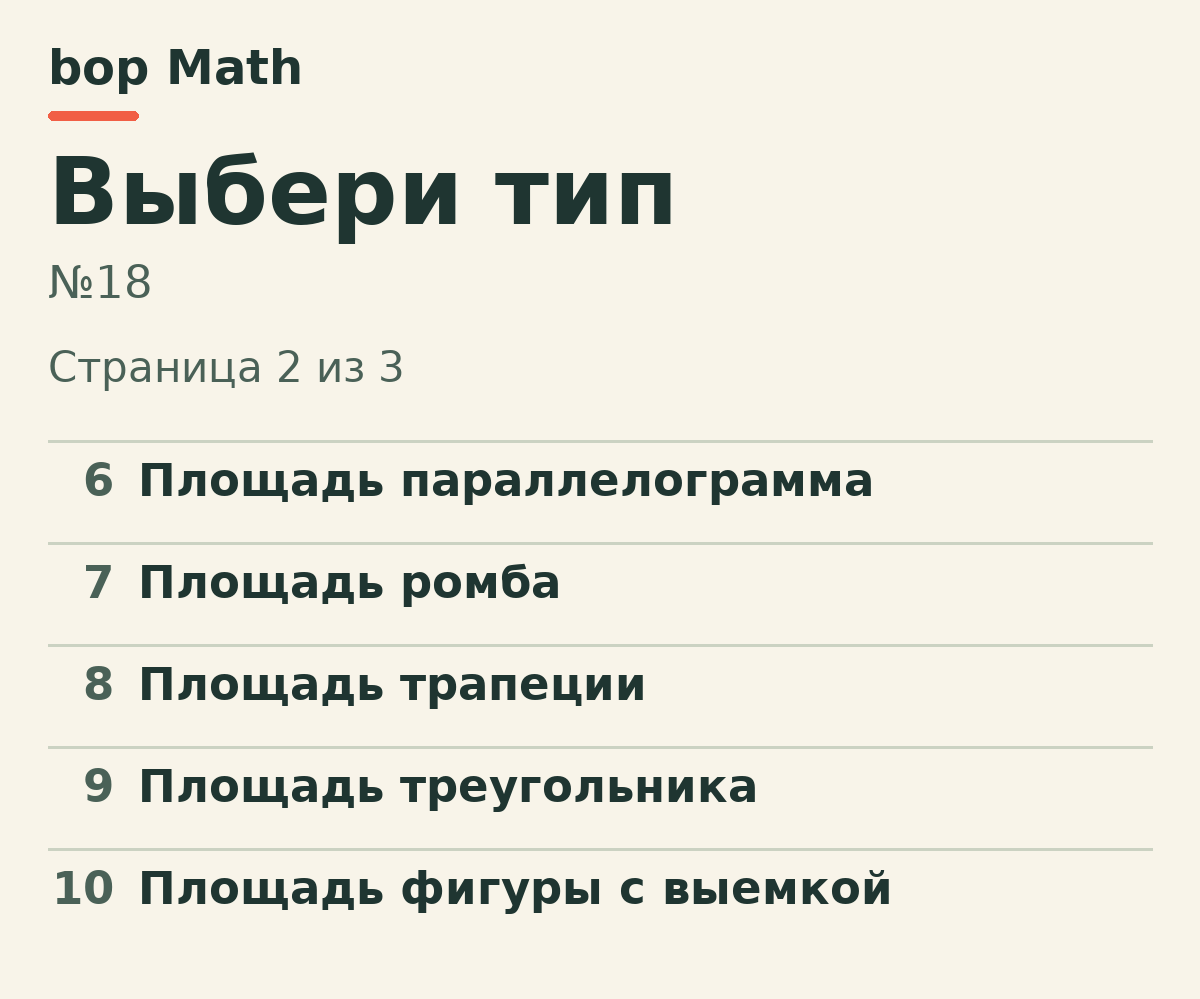 bop Math
Выбери тип
№18
Страница 2 из 3
6 Площадь параллелограмма
7 Площадь ромба
8 Площадь трапеции
9 Площадь треугольника
10 Площадь фигуры с выемкой